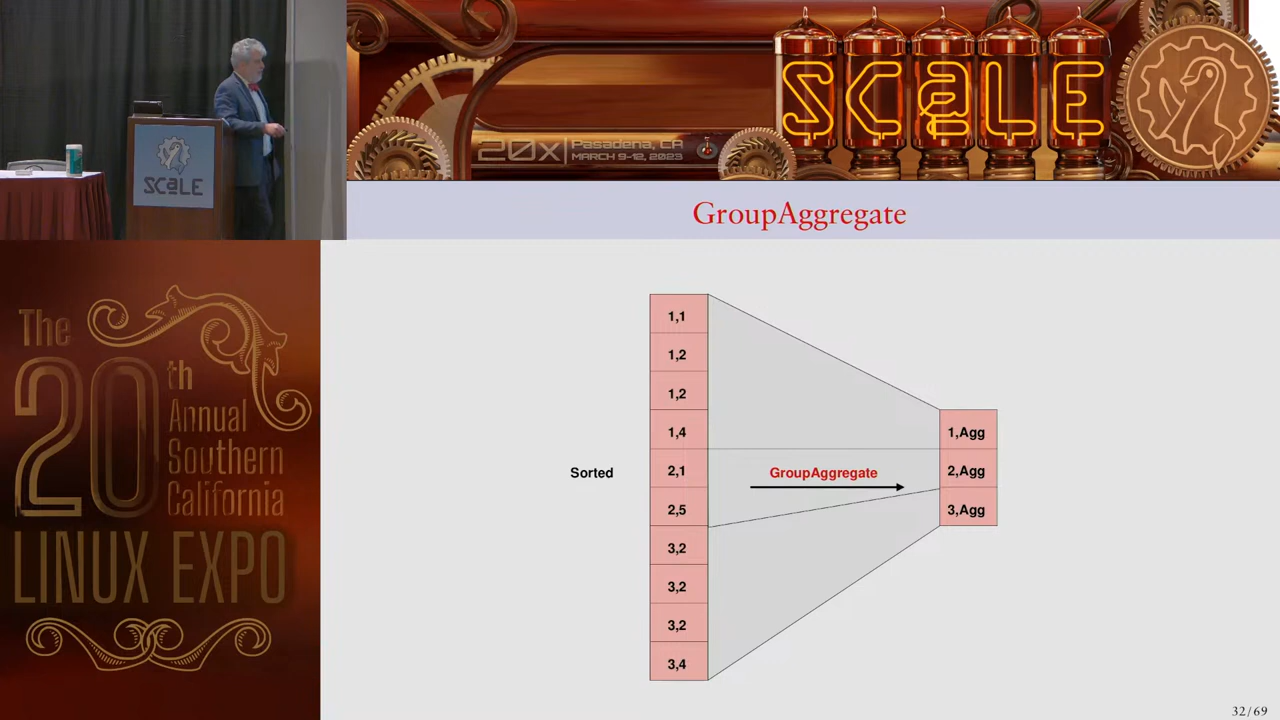 SCaLE
20x
Pasadena, CA
MARCH 9-12, 2023
SCaLE
GroupAggregate
The
20th
Annual
Southern
California
LINUX EXPO
Sorted
1,1
1,2
1,2
1,4
2,1
2,5
3,2
3,2
3,2
3,4
GroupAggregate
1,Agg
2,Agg
3,Agg
32/69